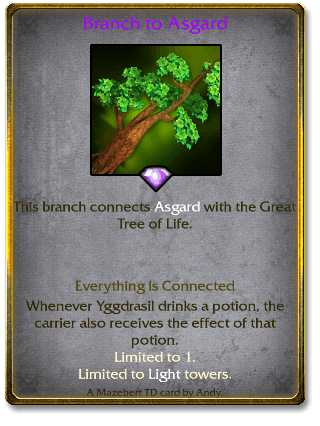 Branch to Asgard
This branch connects Asgard with the Great
Tree of Life.
Everything is Connected
Whenever Yggdrasil drinks a potion, the
carrier also receives the effect of that
potion.
Limited to 1.
Limited to Light towers.
A Mazebert TD card by Andy.